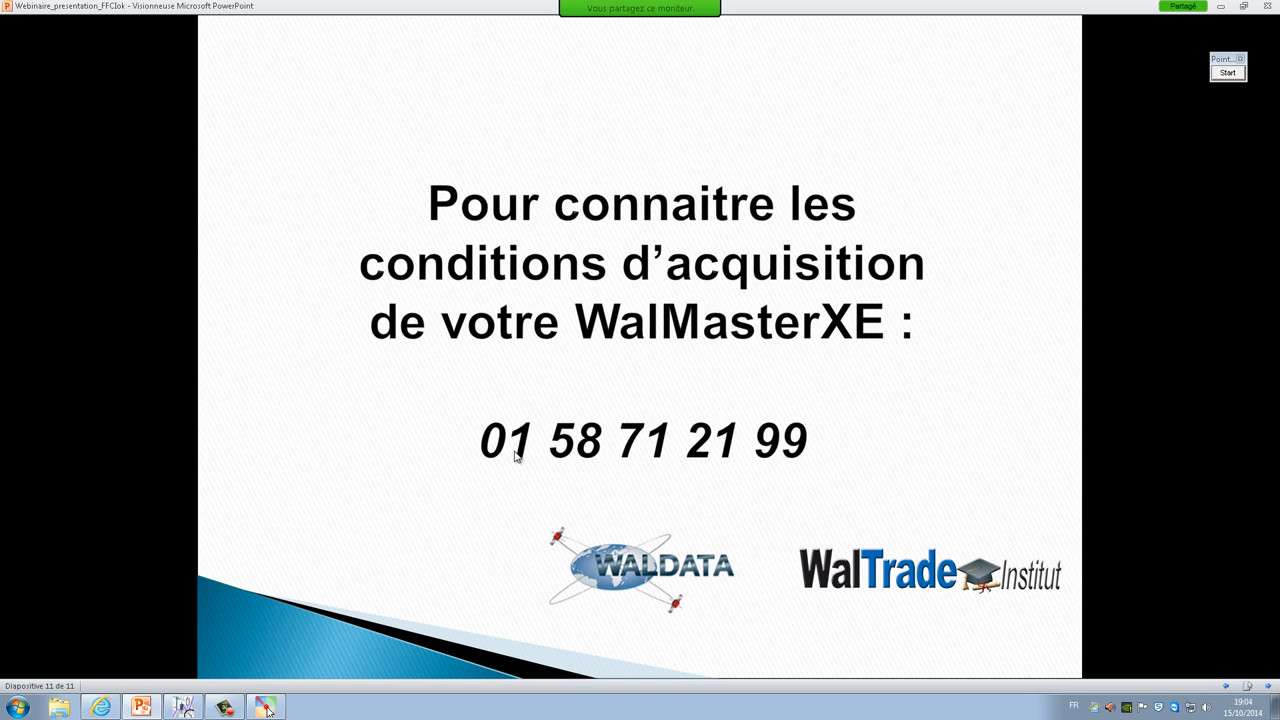 Webinaire_presentation_FFCIok - Visionneuse Microsoft PowerPoint
Vous partagez ce moniteur.
Partagé
Point...
Start
Pour connaitre les
conditions d’acquisition
de votre WalMasterXE :
01 58 71 21 99
WALDATA
WalTrade Institut
Diapositive 11 de 11
FR
19:04
15/10/2014